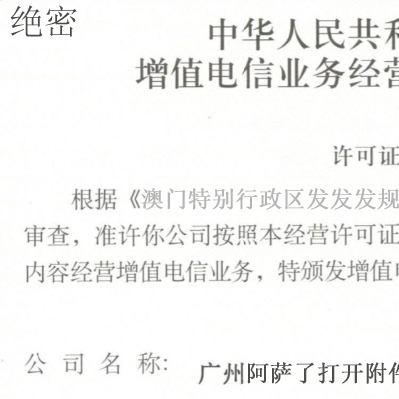 绝密
中华人民共和
增值电信业务经营
许可证
根据《澳门特别行政区发发发规
审查，准许你公司按照本经营许可证
内容经营增值电信业务，特颁发增值电
公司名称：
广州阿萨了打开附件